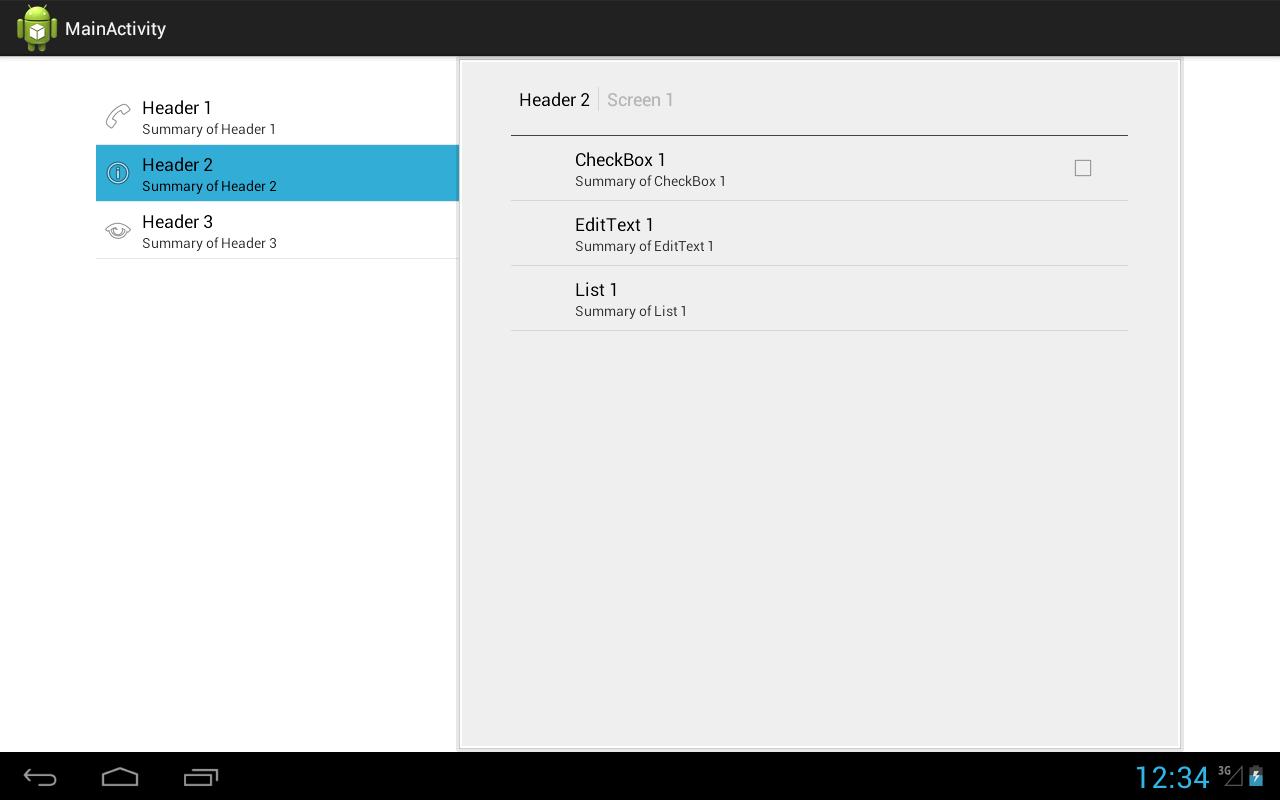 MainActivity
Header 1
Summary of Header 1
Header 2
Summary of Header 2
Header 3
Summary of Header 3
Header 2 Screen 1
CheckBox 1
Summary of CheckBox 1
EditText 1
Summary of EditText 1
List 1
Summary of List 1
12:34 3G